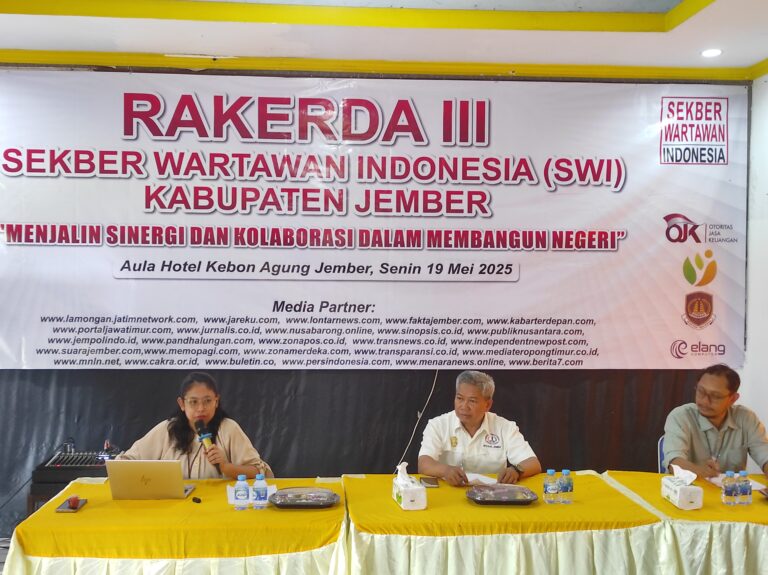 RAKERDA III
SEKBER WARTAWAN INDONESIA (SWI)
KABUPATEN JEMBER
"MENJALIN SINERGI DAN KOLABORASI DALAM MEMBANGUN NEGERI"
Aula Hotel Kebon Agung Jember, Senin 19 Mei 2025
Media Partner:
www.lamongan.jatimnetwork.com, www.jareku.com, www.lontarnews.com, www.faktajember.com, www.kabarterdepan.com,
www.portaljawatimur.com, www.jurnalis.co.id, www.nusabarong.online, www.sinopsis.co.id, www.publiknusantara.com,
www.jempolindo.id, www.pandhalungan.com, www.zonapos.co.id, www.transnews.co.id, www.independentnewpost.com,
www.suarajember.com,www.memopagi.com, www.zonamerdeka.com, www.transparansi.co.id, www.mediateropongtimur.co.id,
www.mnln.net, www.cakra.or.id, www.buletin.co, www.persindonesia.com, www.menaranews.online, www.berita7.com
SEKBER
WARTAWAN
INDONESIA
OJK
OTORITAS
JASA
KEUANGAN
elang
hp